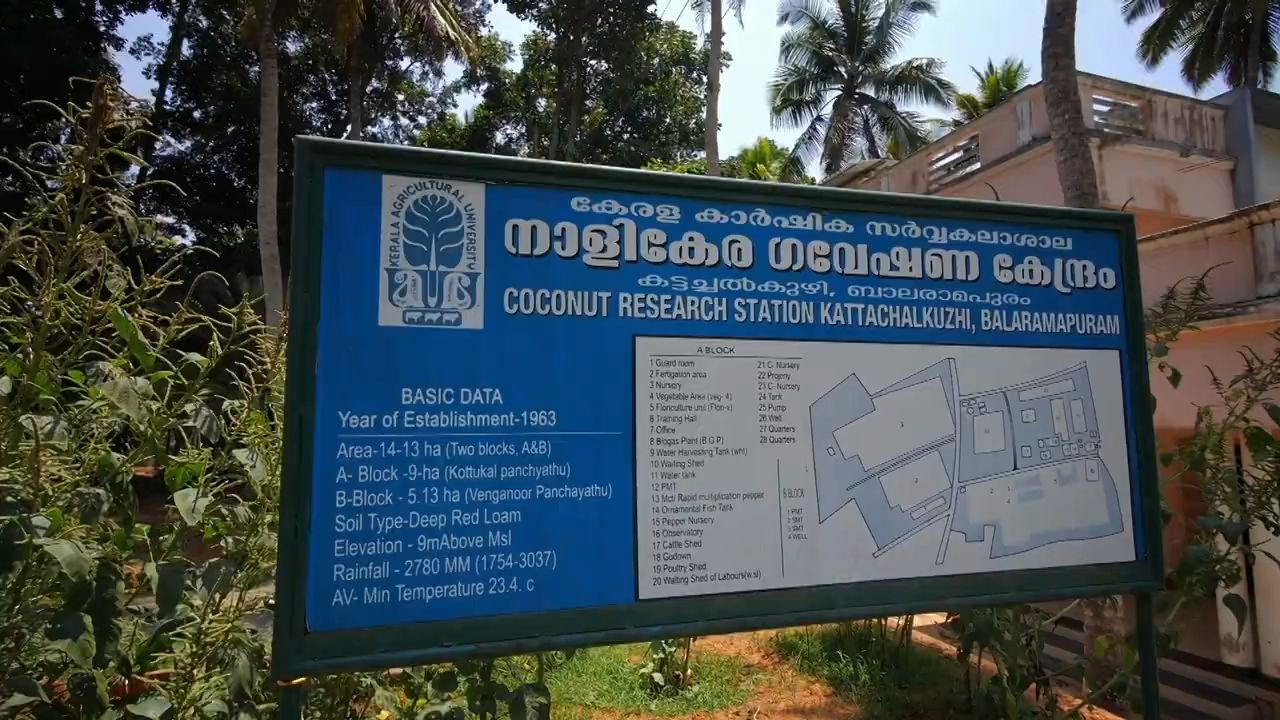 KERALA AGRICULTURAL UNIVERSITY
കേരള കാർഷിക സർവ്വകലാശാല
നാളികേര ഗവേഷണ കേന്ദ്രം
കട്ടച്ചൽകുഴി, ബാലരാമപുരം
COCONUT RESEARCH STATION KATTACHALKUZHI, BALARAMAPURAM
BASIC DATA
Year of Establishment-1963
Area-14-13 ha (Two blocks, A&B)
A- Block -9-ha (Kottukal panchyathu)
B-Block - 5.13 ha (Venganoor Panchayathu)
Soil Type-Deep Red Loam
Elevation - 9mAbove Msl
Rainfall - 2780 MM (1754-3037)
AV- Min Temperature 23.4. c
A BLOCK
1 Guard room
2 Fertigation area
3 Nursery
4 Vegetable Area (veg- 4)
5 Floriculture unit (Flori-v)
6 Training Hall
7 Office
8 Biogas Plant (B G P)
9 Water Harvesting Tank (wht)
10 Waiting Shed
11 Water tank
12 PMT
13 Mdl Rapid multiplication pepper
14 Ornamental Fish Tank
15 Pepper Nursery
16 Observatory
17 Cattle Shed
18 Godown
19 Poultry Shed
20 Waiting Shed of Labours(w.sl)
21 C- Nursery
22 Projeny
23 C- Nursery
24 Tank
25 Pump
26 Well
27 Quarters
28 Quarters
B BLOCK
1 PMT
2 SMT
3 SMT
4 WELL